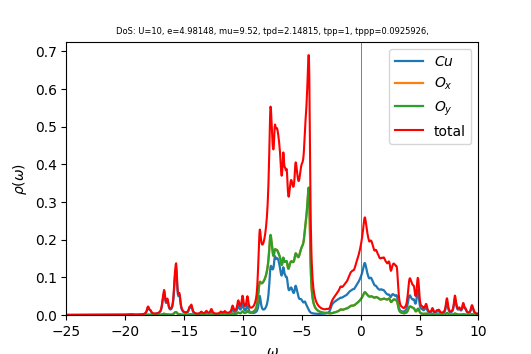 DoS: U=10, e=4.98148, mu=9.52, tpd=2.14815, tpp=1, tppp=0.0925926,
0.7
0.6
0.5
0.4
0.3
0.2
0.1
0.0
ρ(ω)
Cu
Oₓ
Oᵧ
total
−25 −20 −15 −10 −5 0 5 10
ω